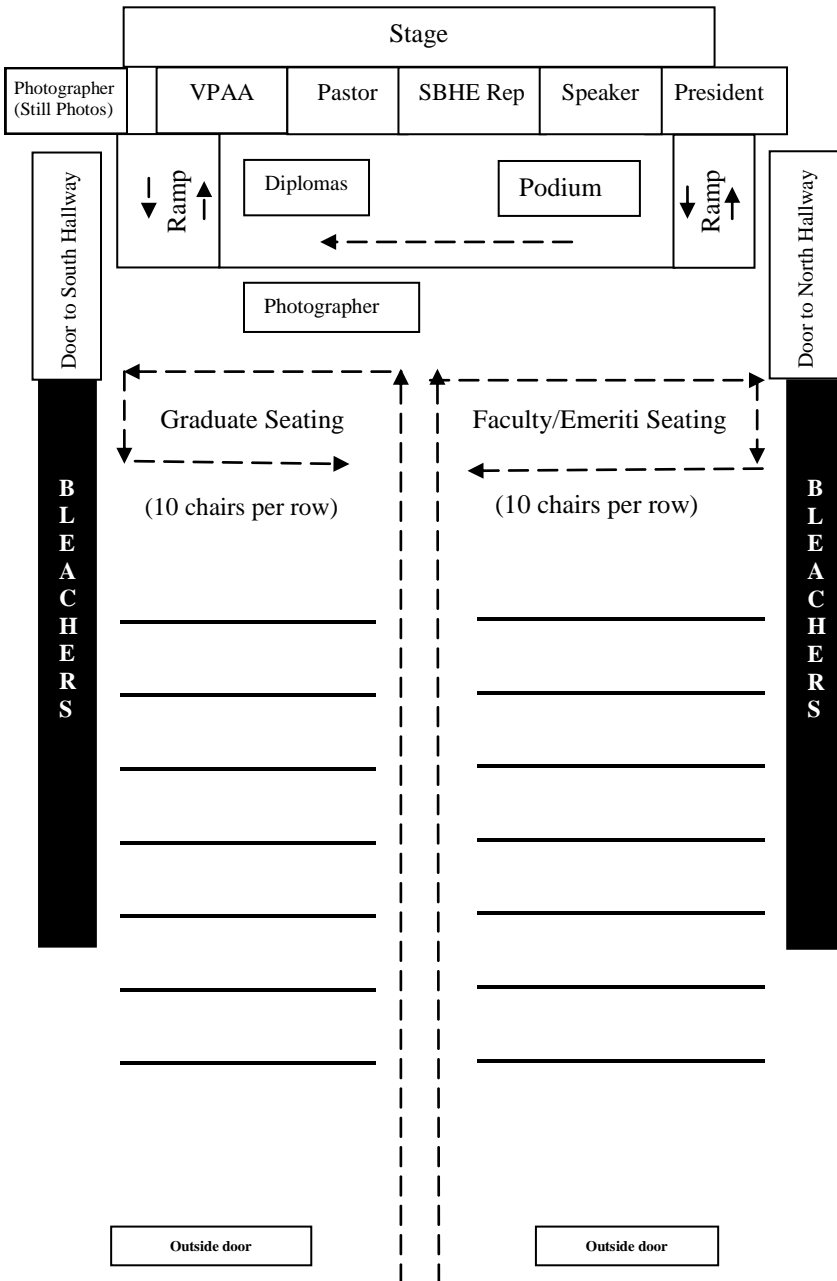 Stage
Photographer
(Still Photos)
VPAA
Pastor
SBHE Rep
Speaker
President
Door to South Hallway
Ramp
Diplomas
Podium
Ramp
Door to North Hallway
Photographer
Graduate Seating
Faculty/Emeriti Seating
(10 chairs per row)
(10 chairs per row)
BLEACHERS
BLEACHERS
Outside door
Outside door